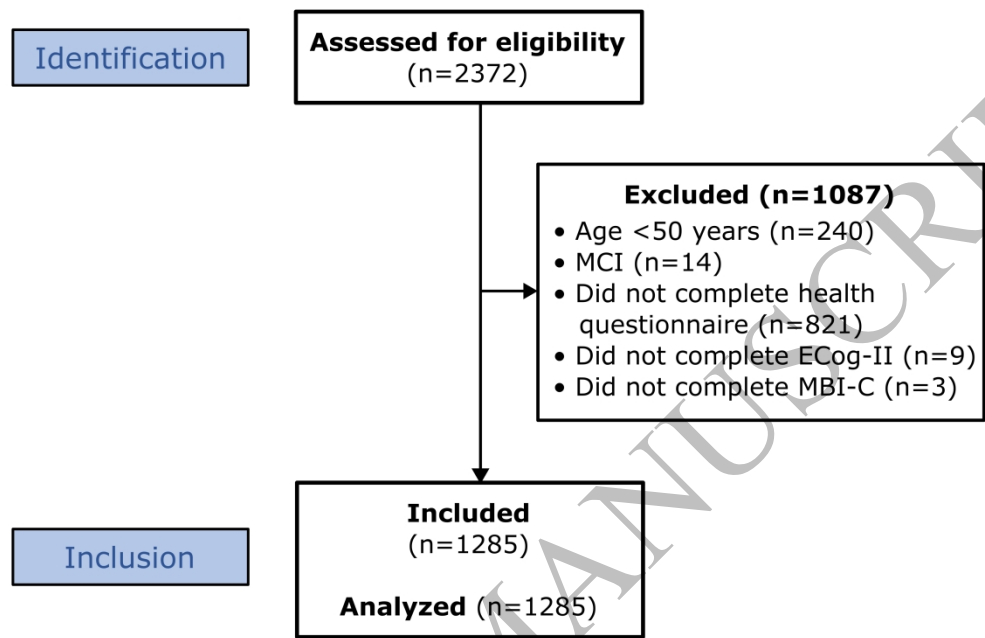 Identification
Assessed for eligibility
(n=2372)
Excluded (n=1087)
• Age <50 years (n=240)
• MCI (n=14)
• Did not complete health
questionnaire (n=821)
• Did not complete ECog-II (n=9)
• Did not complete MBI-C (n=3)
Inclusion
Included
(n=1285)
Analyzed (n=1285)
MANUSCRI